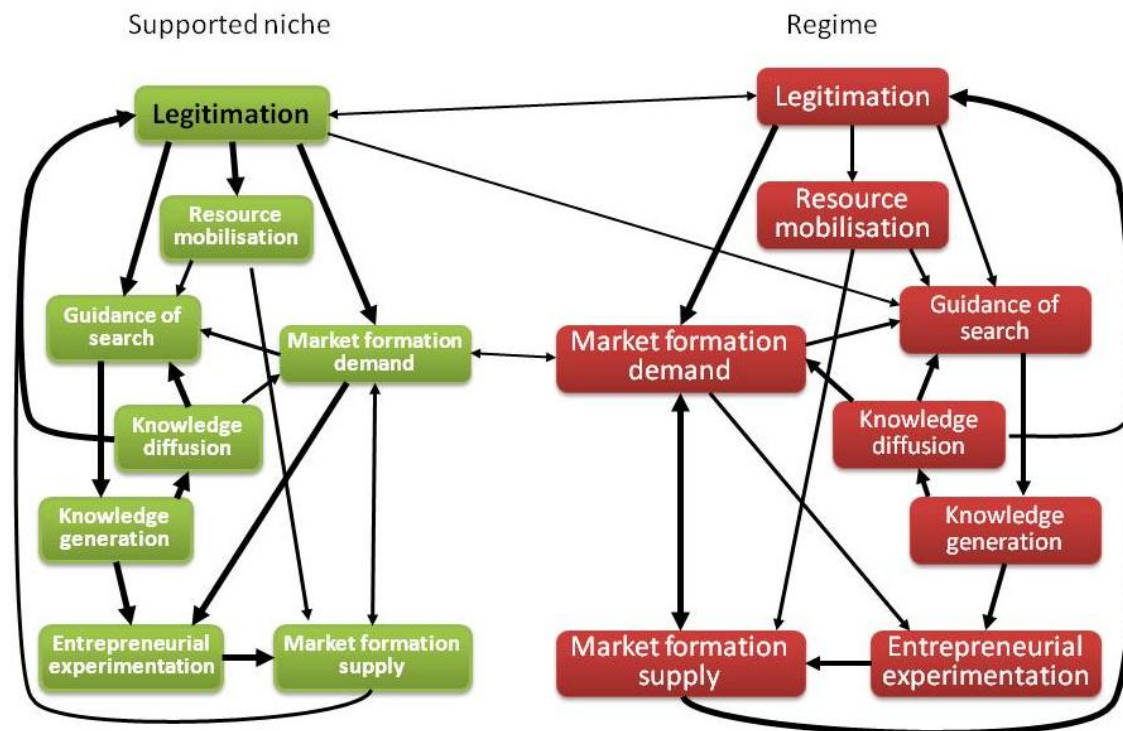 Supported niche
Regime
Legitimation
Legitimation
Resource
mobilisation
Resource
mobilisation
Guidance of
search
Guidance of
search
Market formation
demand
Market formation
demand
Knowledge
diffusion
Knowledge
diffusion
Knowledge
generation
Knowledge
generation
Entrepreneurial
experimentation
Market formation
supply
Market formation
supply
Entrepreneurial
experimentation